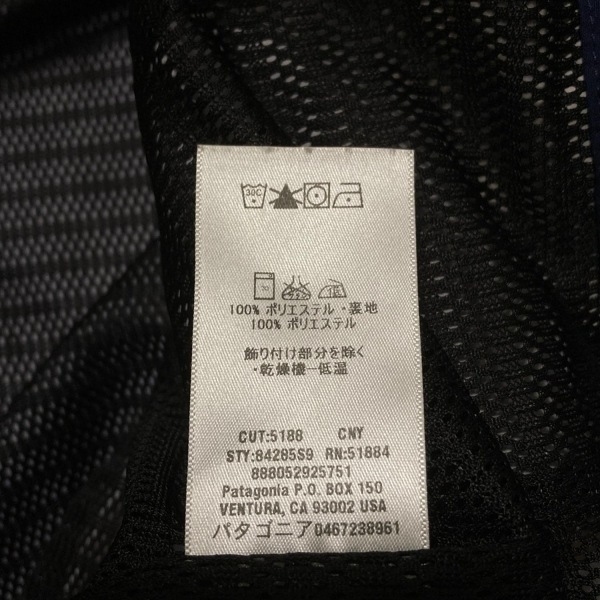 30C
低
100% ポリエステル・裏地
100% ポリエステル
飾り付け部分を除く
・乾燥機一低温
CUT:5188 CNY
STY:84285S9 RN:51884
888052925751
Patagonia P.O. BOX 150
VENTURA, CA 93002 USA
パタゴニア0467238961